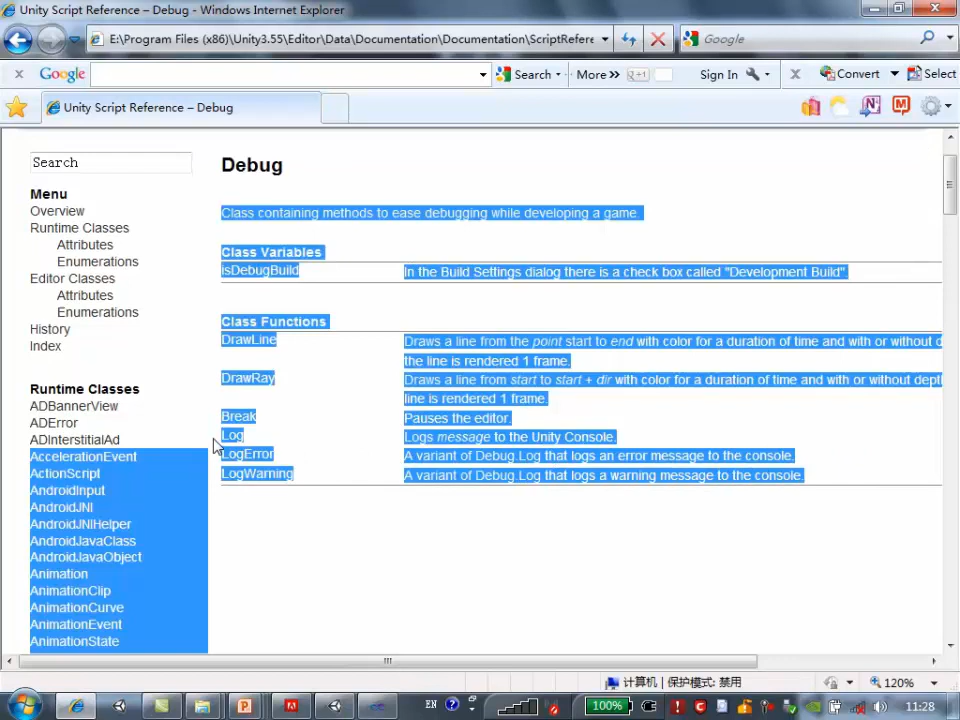 Unity Script Reference – Debug - Windows Internet Explorer
E:\Program Files (x86)\Unity3.55\Editor\Data\Documentation\Documentation\ScriptRefere
Google
x Google
Search
More »
+1
Sign In
x
Convert
Select
Unity Script Reference – Debug
Search
Menu
Overview
Runtime Classes
Attributes
Enumerations
Editor Classes
Attributes
Enumerations
History
Index
Runtime Classes
ADBannerView
ADError
ADInterstitialAd
AccelerationEvent
ActionScript
AndroidInput
AndroidJNI
AndroidJNIHelper
AndroidJavaClass
AndroidJavaObject
Animation
AnimationClip
AnimationCurve
AnimationEvent
AnimationState
Debug
Class containing methods to ease debugging while developing a game.
Class Variables
isDebugBuild In the Build Settings dialog there is a check box called "Development Build".
Class Functions
DrawLine Draws a line from the point start to end with color for a duration of time and with or without d
the line is rendered 1 frame.
DrawRay Draws a line from start to start + dir with color for a duration of time and with or without dept
line is rendered 1 frame.
Break Pauses the editor.
Log Logs message to the Unity Console.
LogError A variant of Debug.Log that logs an error message to the console.
LogWarning A variant of Debug.Log that logs a warning message to the console.
计算机 | 保护模式: 禁用
120%
EN
100%
11:28